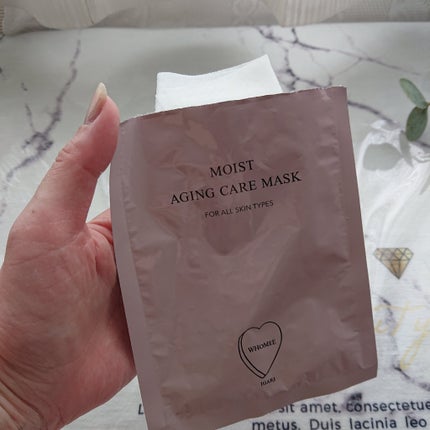 MOIST
AGING CARE MASK
FOR ALL SKIN TYPES
WHOMEE
sit amet, consectetue
metus. Duis lacinia leo